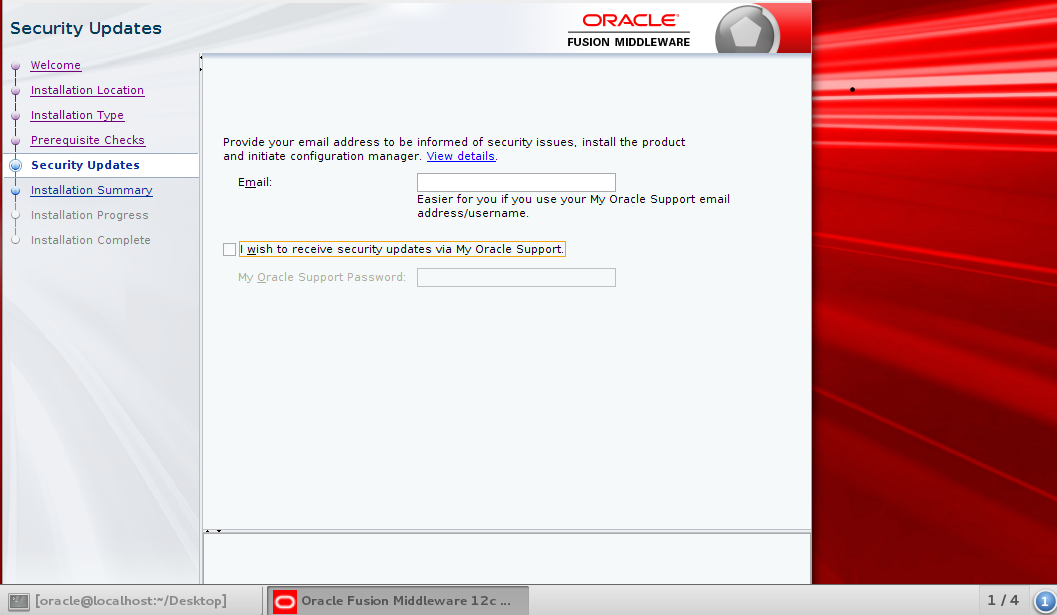 Security Updates
ORACLE
FUSION MIDDLEWARE
Welcome
Installation Location
Installation Type
Prerequisite Checks
Security Updates
Installation Summary
Installation Progress
Installation Complete
Provide your email address to be informed of security issues, install the product
and initiate configuration manager. View details.
Email:
Easier for you if you use your My Oracle Support email
address/username.
I wish to receive security updates via My Oracle Support.
My Oracle Support Password:
[oracle@localhost:~/Desktop]
Oracle Fusion Middleware 12c ...
1 / 4
1